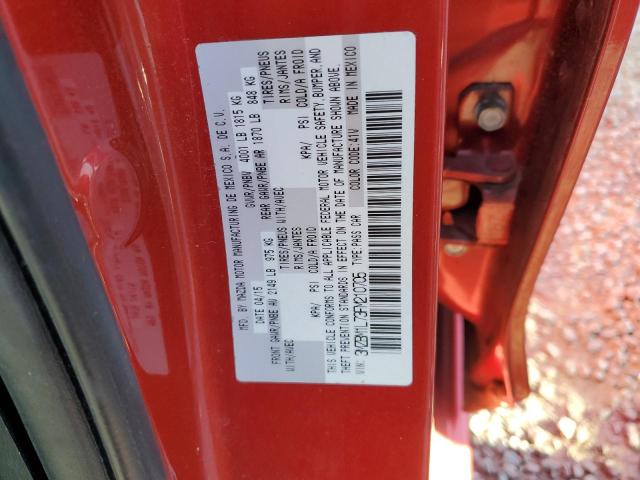 MFD. BY MAZDA MOTOR MANUFACTURING DE MEXICO S.A. DE C.V.
DATE 04/15 GVWR/PNBV 4001 LB 1815 KG
FRONT GAWR/PNBE AV 2149 LB 975 KG REAR GAWR/PNBE AR 1870 LB 848 KG
WITH/AVEC TIRES/PNEUS WITH/AVEC TIRES/PNEUS
RIMS/JANTES RIMS/JANTES
KPA/ PSI COLD/A FROID KPA/ PSI COLD/A FROID
THIS VEHICLE CONFORMS TO ALL APPLICABLE FEDERAL MOTOR VEHICLE SAFETY, BUMPER, AND
THEFT PREVENTION STANDARDS IN EFFECT ON THE DATE OF MANUFACTURE SHOWN ABOVE.
VIN: 3MZBM1L73FM210705 TYPE:PASS CAR COLOR CODE:41V MADE IN MEXICO